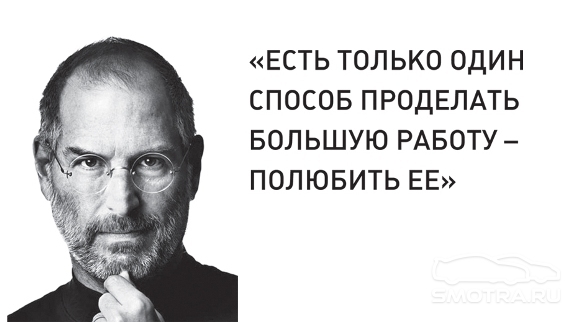 «ЕСТЬ ТОЛЬКО ОДИН
СПОСОБ ПРОДЕЛАТЬ
БОЛЬШУЮ РАБОТУ –
ПОЛЮБИТЬ ЕЕ»
SMOTRA.RU